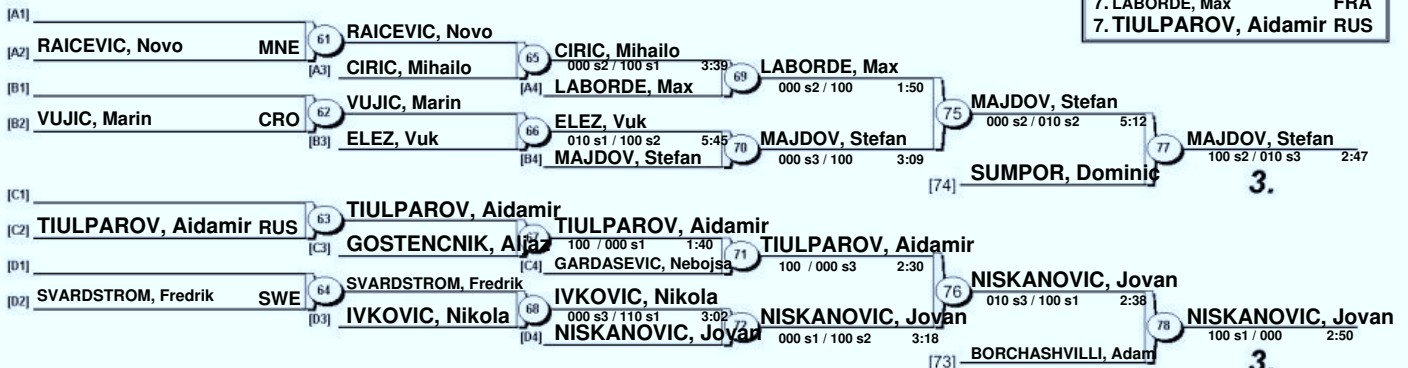 7. LABORDE, Max FRA
7. TIULPAROV, Aidamir RUS
[A1]
[A2] RAICEVIC, Novo MNE
61
RAICEVIC, Novo
[A3] CIRIC, Mihailo
65
CIRIC, Mihailo
000 s2 / 100 s1 3:39
[A4] LABORDE, Max
69
LABORDE, Max
000 s2 / 100 1:50
[B1]
[B2] VUJIC, Marin CRO
62
VUJIC, Marin
[B3] ELEZ, Vuk
66
ELEZ, Vuk
010 s1 / 100 s2 5:45
[B4] MAJDOV, Stefan
70
MAJDOV, Stefan
000 s3 / 100 3:09
75
MAJDOV, Stefan
000 s2 / 010 s2 5:12
[74] SUMPOR, Dominic
77
MAJDOV, Stefan
100 s2 / 010 s3 2:47
3.
[C1]
[C2] TIULPAROV, Aidamir RUS
63
TIULPAROV, Aidamir
[C3] GOSTENCNIK, Aljaz
67
TIULPAROV, Aidamir
100 / 000 s1 1:40
[C4] GARDASEVIC, Nebojsa
71
TIULPAROV, Aidamir
100 / 000 s3 2:30
[D1]
[D2] SVARDSTROM, Fredrik SWE
64
SVARDSTROM, Fredrik
[D3] IVKOVIC, Nikola
68
IVKOVIC, Nikola
000 s3 / 110 s1 3:02
[D4] NISKANOVIC, Jovan
72
NISKANOVIC, Jovan
000 s1 / 100 s2 3:18
76
NISKANOVIC, Jovan
010 s3 / 100 s1 2:38
[73] BORCHASHVILLI, Adam
78
NISKANOVIC, Jovan
100 s1 / 000 2:50
3.